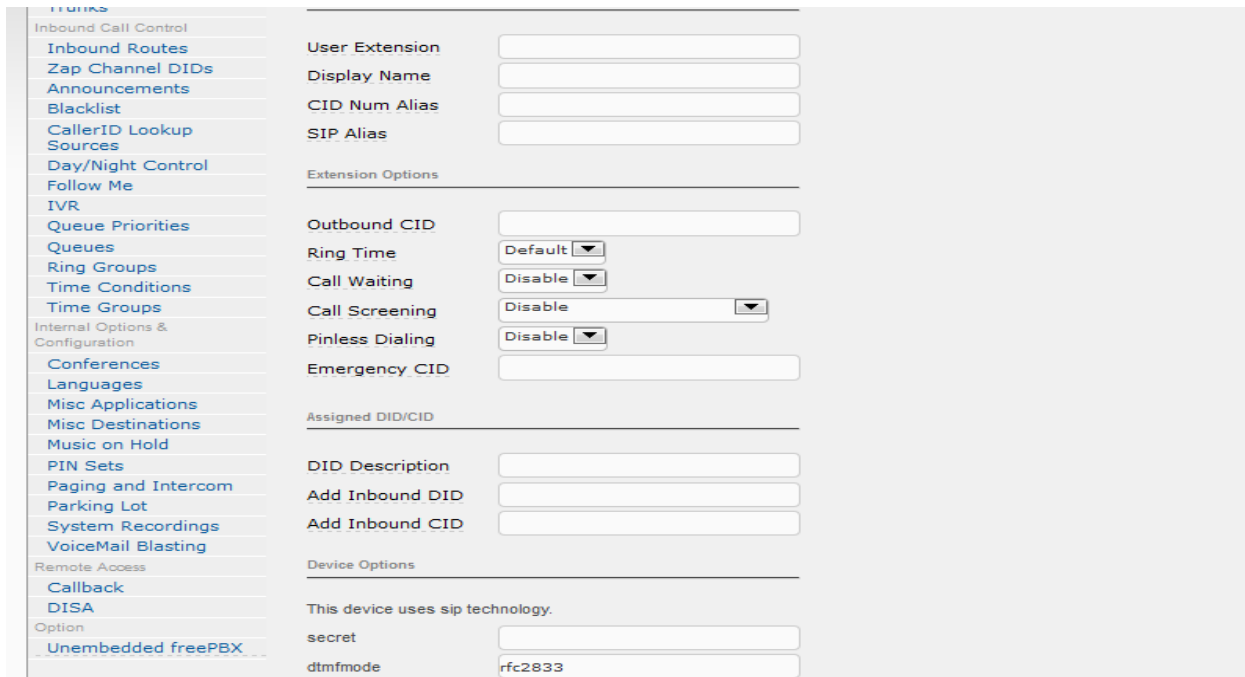 Trunks
Inbound Call Control
Inbound Routes
Zap Channel DIDs
Announcements
Blacklist
CallerID Lookup
Sources
Day/Night Control
Follow Me
IVR
Queue Priorities
Queues
Ring Groups
Time Conditions
Time Groups
Internal Options &
Configuration
Conferences
Languages
Misc Applications
Misc Destinations
Music on Hold
PIN Sets
Paging and Intercom
Parking Lot
System Recordings
VoiceMail Blasting
Remote Access
Callback
DISA
Option
Unembedded freePBX
User Extension
Display Name
CID Num Alias
SIP Alias
Extension Options
Outbound CID
Ring Time Default
Call Waiting Disable
Call Screening Disable
Pinless Dialing Disable
Emergency CID
Assigned DID/CID
DID Description
Add Inbound DID
Add Inbound CID
Device Options
This device uses sip technology.
secret
dtmfmode rfc2833